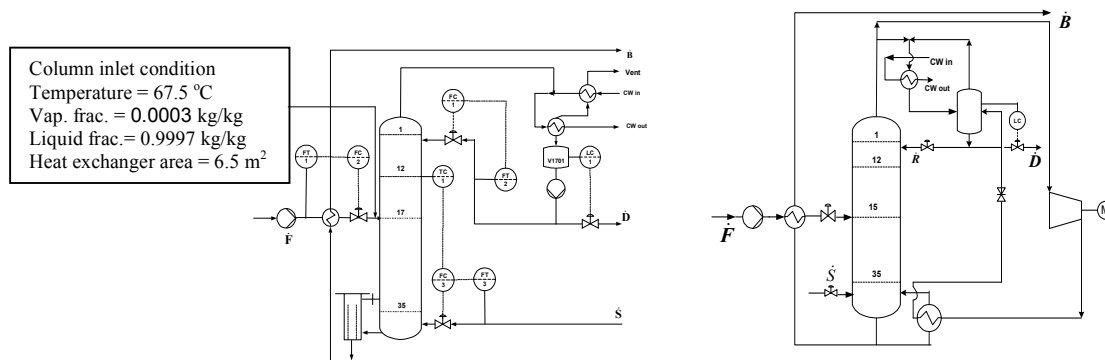 Column inlet condition
Temperature = 67.5 °C
Vap. frac. = 0.0003 kg/kg
Liquid frac.= 0.9997 kg/kg
Heat exchanger area = 6.5 m²
Ḃ
Vent
CW in
CW out
FC 1
1
V1701
LC 1
FT 1
FC 2
12
TC 1
FT 2
17
Ḟ
Ḋ
FC 3
FT 3
35
Ṡ
Ḃ
CW in
CW out
LC
1
Ṙ
Ḋ
12
15
Ḟ
M
Ṡ
35